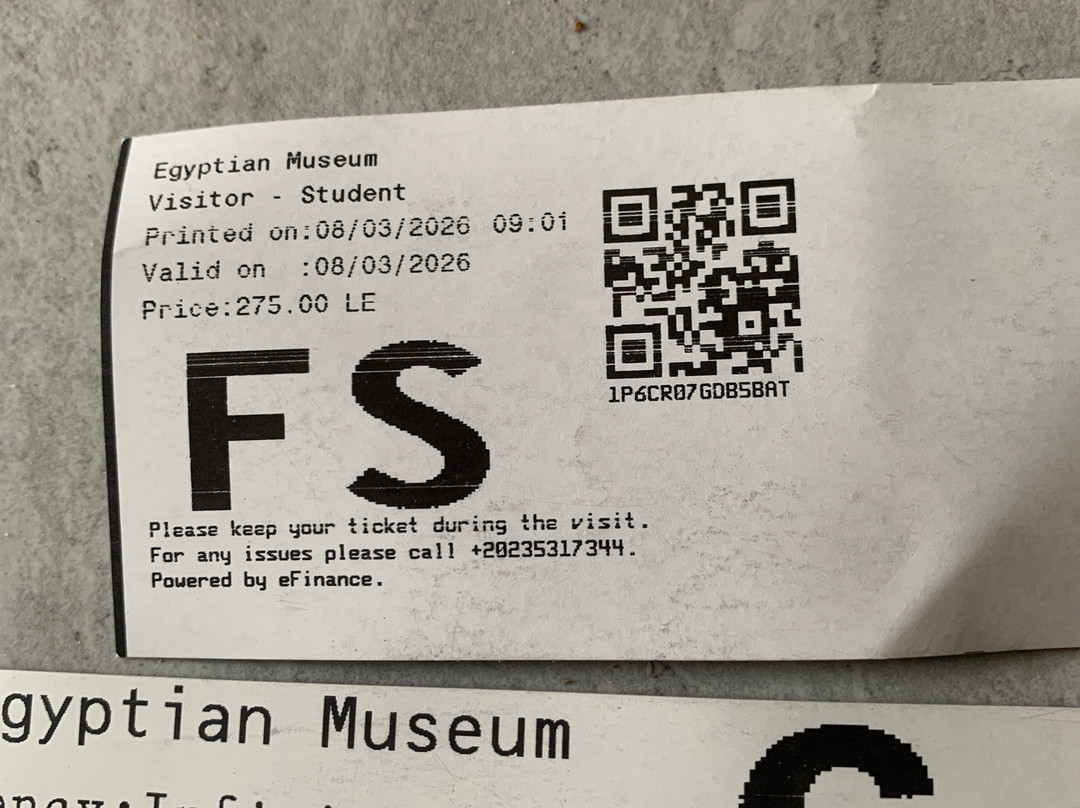 Egyptian Museum
Visitor - Student
Printed on:08/03/2026 09:01
Valid on :08/03/2026
Price:275.00 LE
FS
1P6CR07GDB5BAT
Please keep your ticket during the visit.
For any issues please call +20235317344.
Powered by eFinance.
gyptian Museum